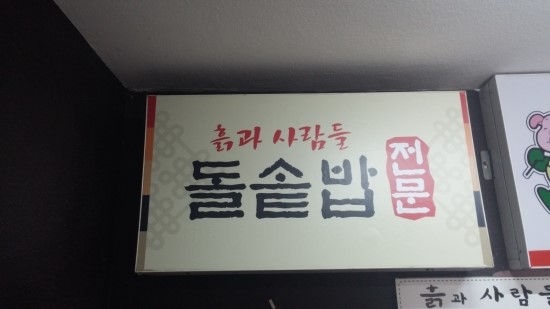 흙과 사람들
돌솥밥
전문
흙과 사람들